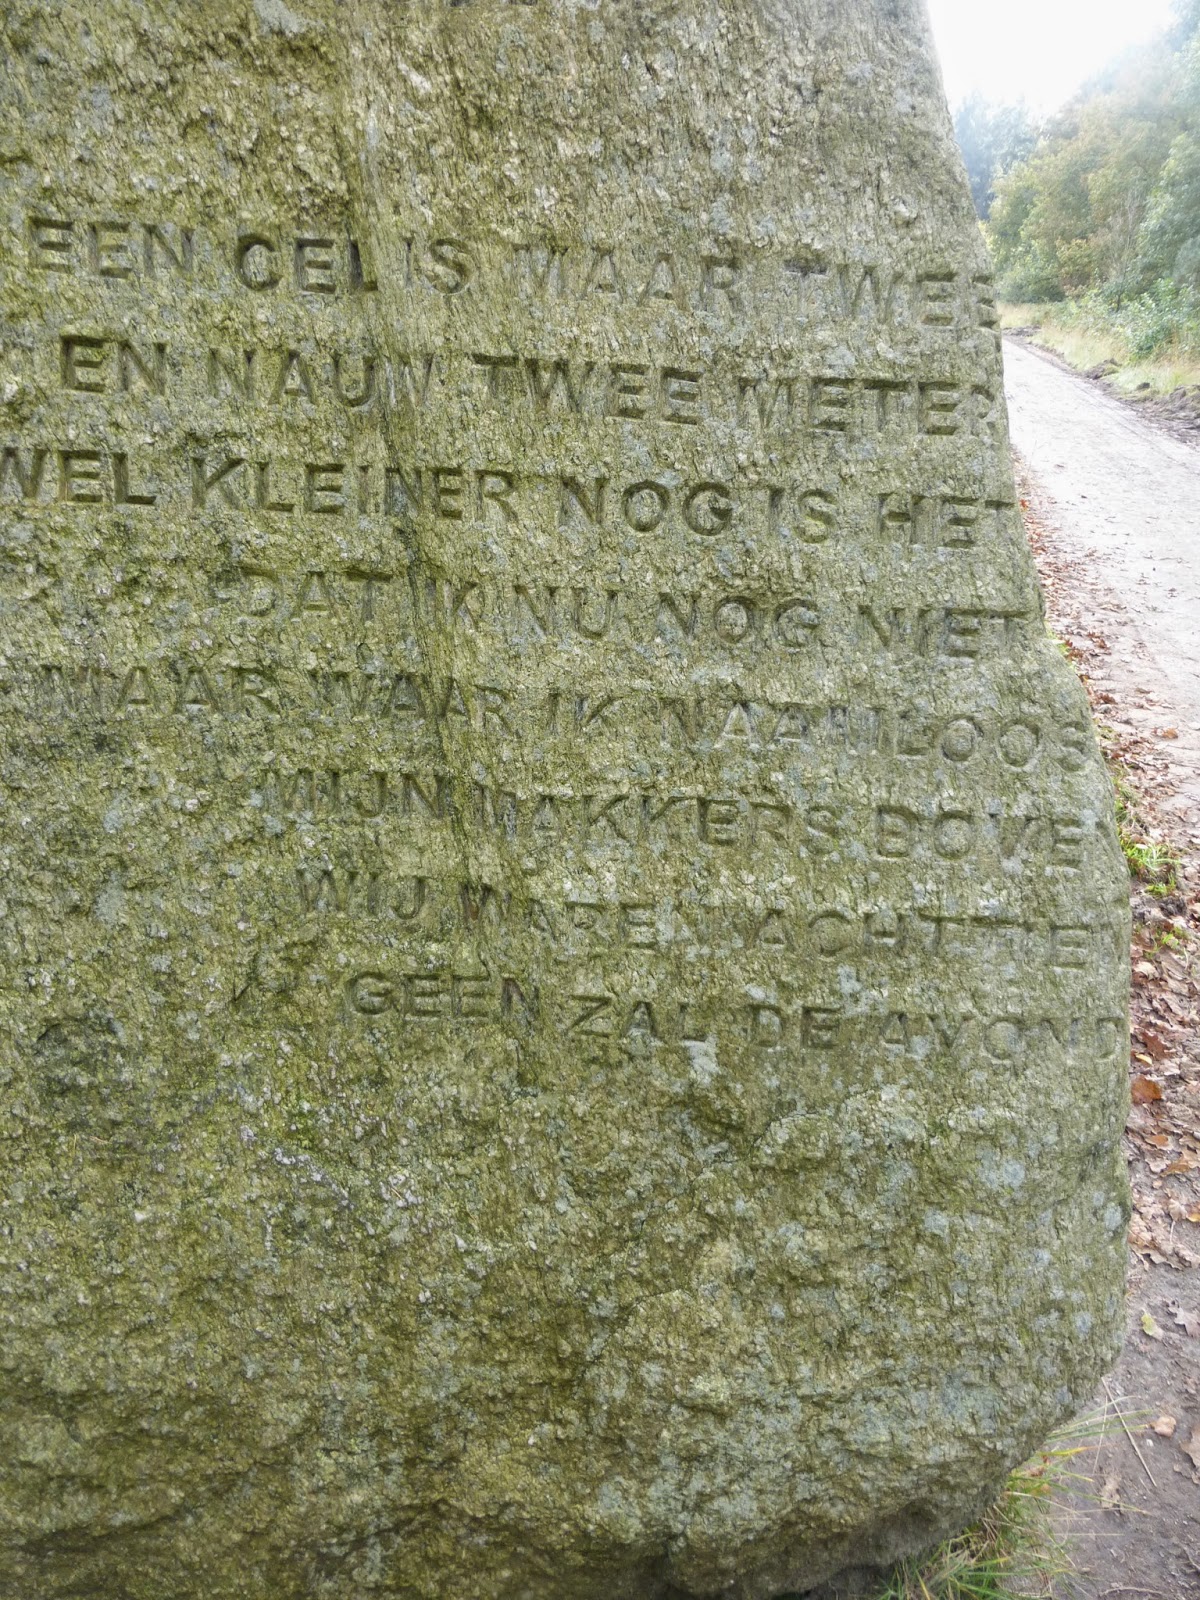 EEN CEL IS MAAR TWEE
EN NAUW TWEE METER
WEL KLEINER NOG IS HET
DAT IK NU NOG NIET
MAAR WAAR IK NAAMLOOS
MIJN MAKKERS BOVEN
WIJ WAREN ACHTTIEN
GEEN ZAL DE AVOND